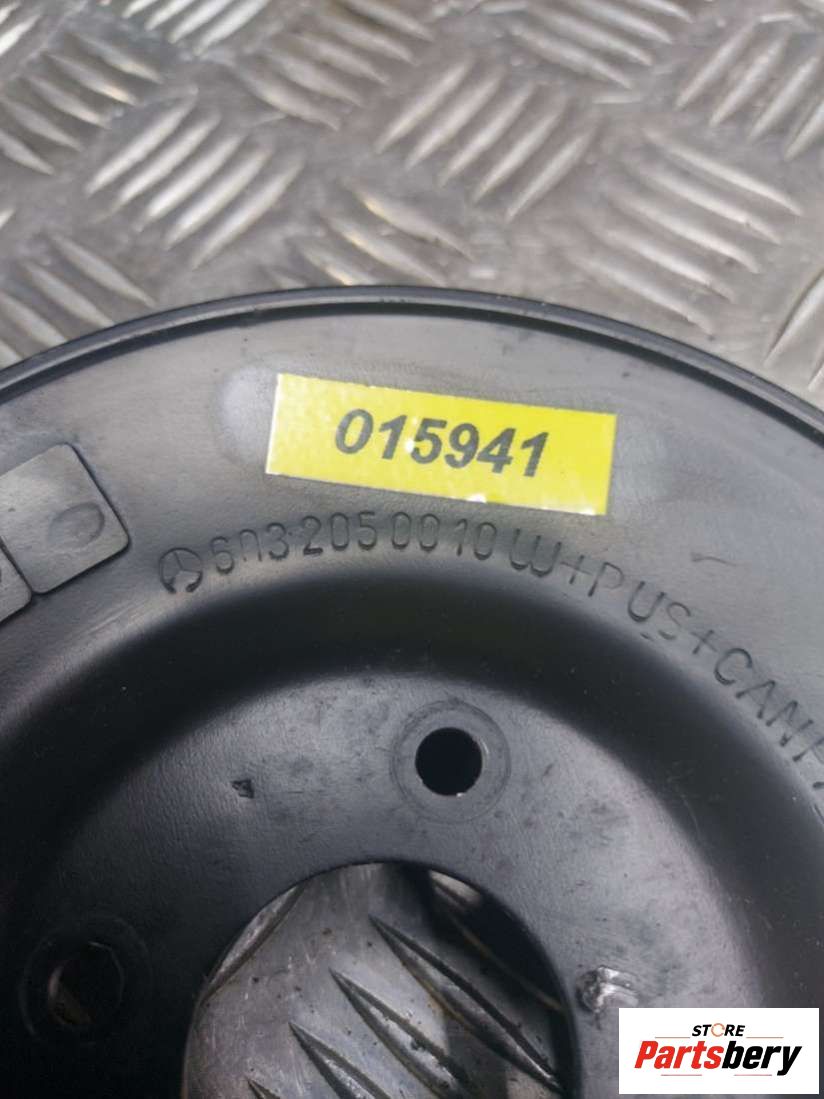 015941
603 205 00 10 W+P US+CAN
STORE
Partsbery